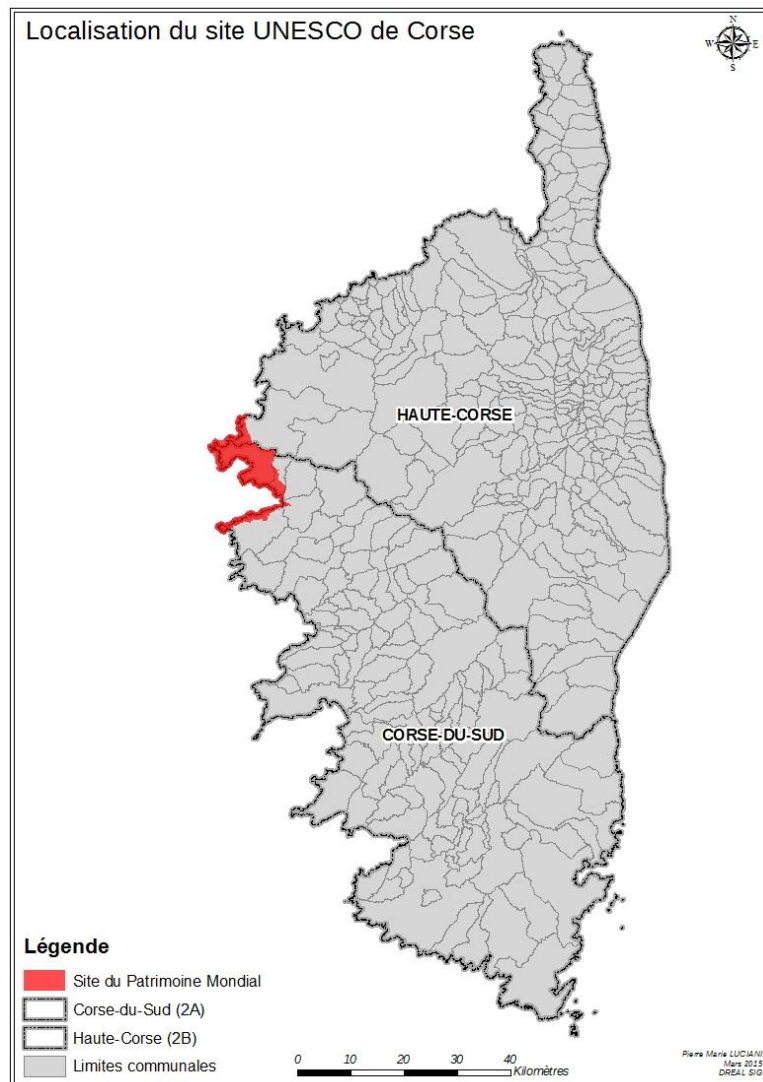 Localisation du site UNESCO de Corse
N
W E
S
HAUTE-CORSE
CORSE-DU-SUD
Légende
Site du Patrimoine Mondial
Corse-du-Sud (2A)
Haute-Corse (2B)
Limites communales
0 10 20 30 40
Kilomètres
Pierre Marie LUCIANI
Mars 2015
DREAL SIG